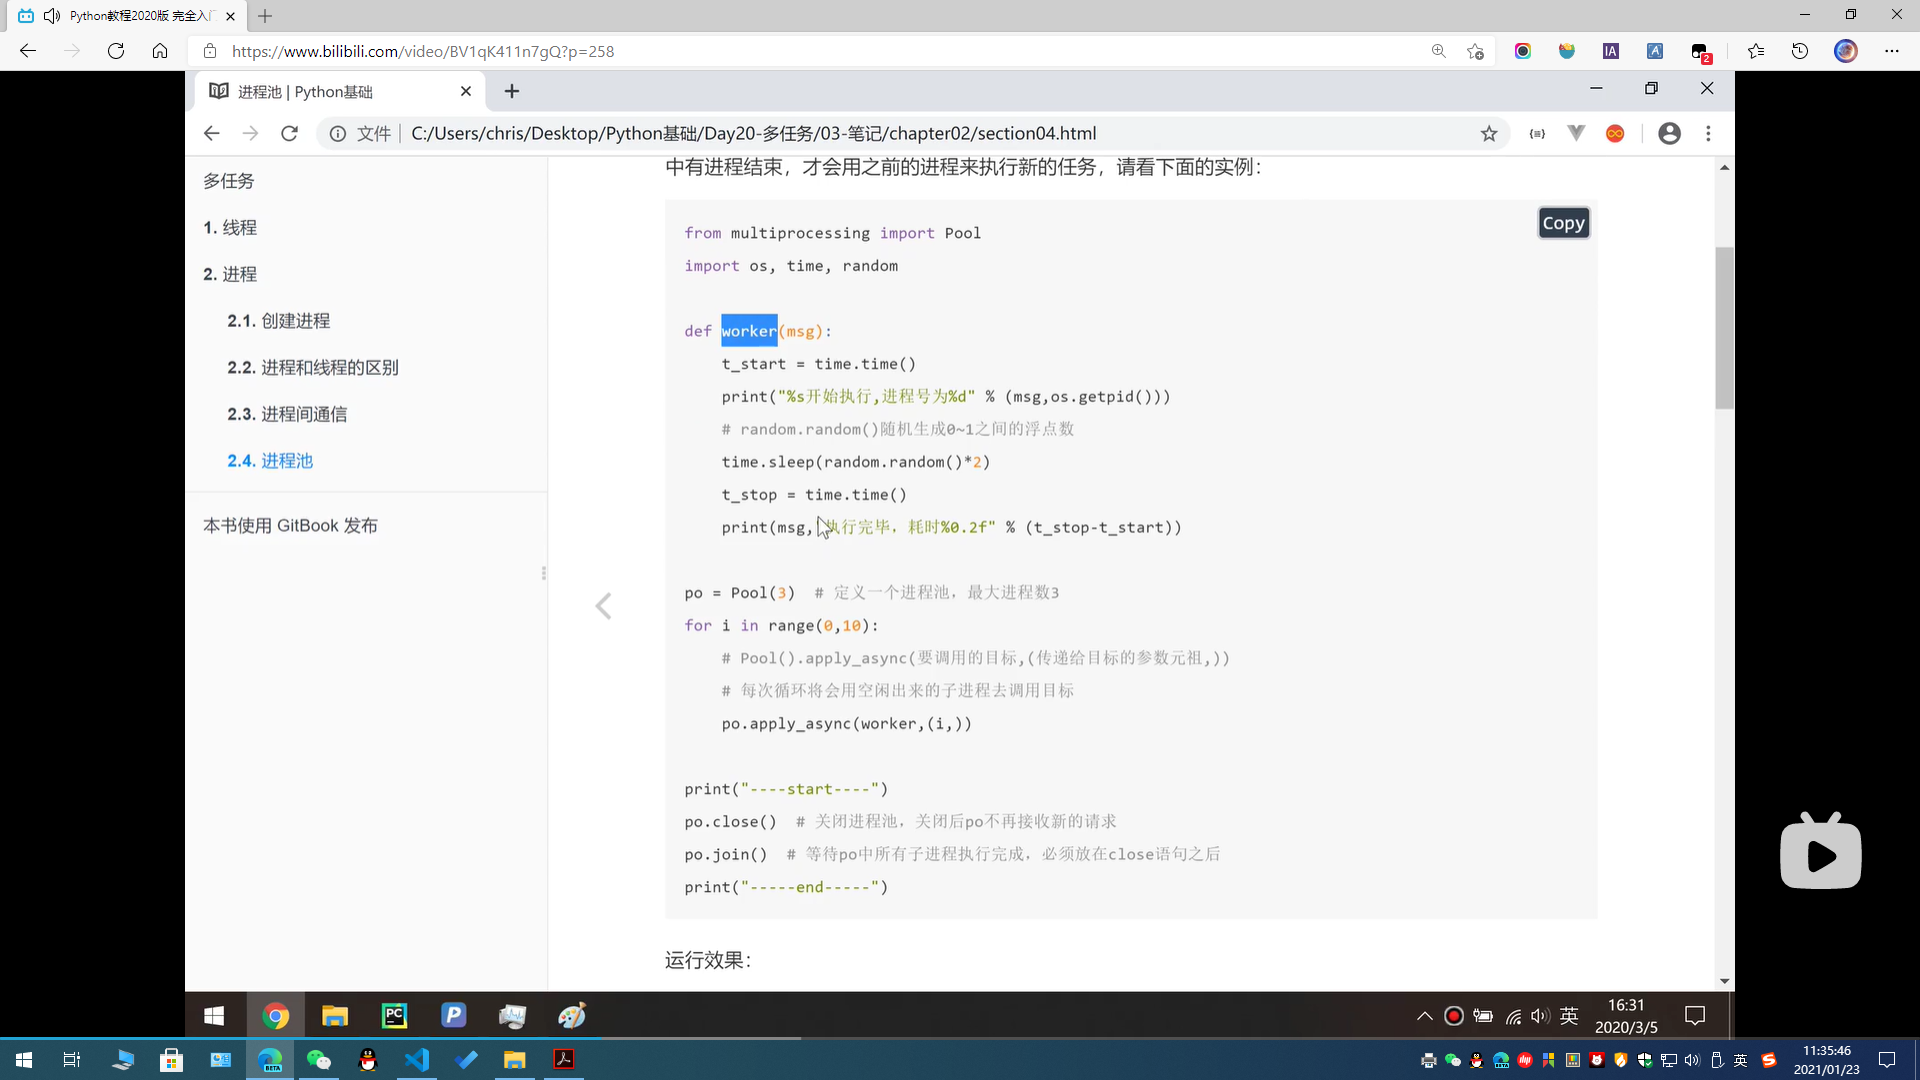 Python教程2020版 完全入门
https://www.bilibili.com/video/BV1qK411n7gQ?p=258
IA
A
2
进程池 | Python基础
文件
C:/Users/chris/Desktop/Python基础/Day20-多任务/03-笔记/chapter02/section04.html
多任务
1. 线程
2. 进程
2.1. 创建进程
2.2. 进程和线程的区别
2.3. 进程间通信
2.4. 进程池
本书使用 GitBook 发布
中有进程结束，才会用之前的进程来执行新的任务，请看下面的实例：
Copy
from multiprocessing import Pool
import os, time, random
def worker(msg):
t_start = time.time()
print("%s开始执行,进程号为%d" % (msg,os.getpid()))
# random.random()随机生成0~1之间的浮点数
time.sleep(random.random()*2)
t_stop = time.time()
print(msg,"执行完毕，耗时%0.2f" % (t_stop-t_start))
po = Pool(3)  # 定义一个进程池，最大进程数3
for i in range(0,10):
# Pool().apply_async(要调用的目标,(传递给目标的参数元祖,))
# 每次循环将会用空闲出来的子进程去调用目标
po.apply_async(worker,(i,))
print("----start----")
po.close()  # 关闭进程池，关闭后po不再接收新的请求
po.join()  # 等待po中所有子进程执行完成，必须放在close语句之后
print("-----end-----")
运行效果：
PC
P
英
16:31
2020/3/5
BETA
英
11:35:46
2021/01/23